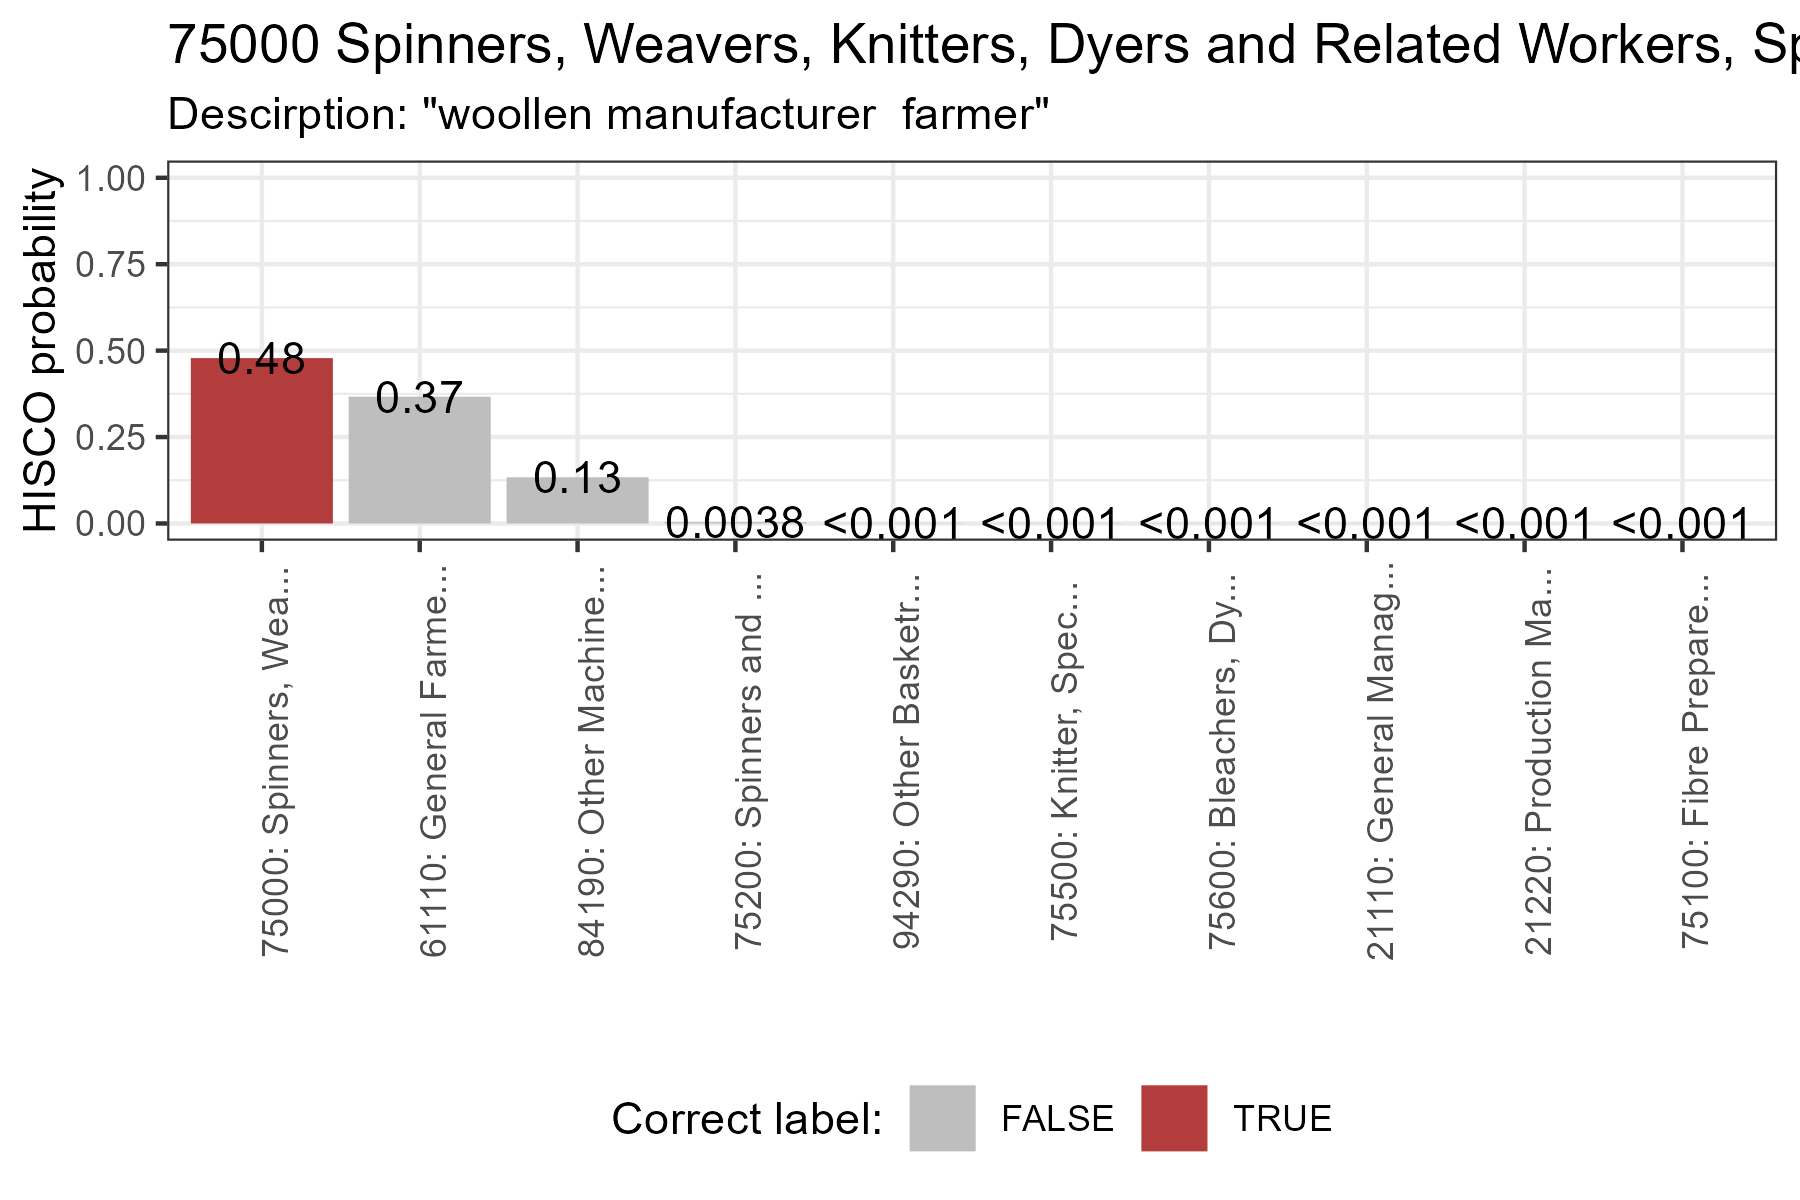 75000 Spinners, Weavers, Knitters, Dyers and Related Workers, Sp
Descirption: "woollen manufacturer  farmer"
HISCO probability
1.00
0.75
0.50
0.25
0.00
0.48
0.37
0.13
0.0038
<0.001
<0.001
<0.001
<0.001
<0.001
<0.001
75000: Spinners, Wea...
61110: General Farme...
84190: Other Machine...
75200: Spinners and ...
94290: Other Basketr...
75500: Knitter, Spec...
75600: Bleachers, Dy...
21110: General Manag...
21220: Production Ma...
75100: Fibre Prepare...
Correct label: FALSE TRUE